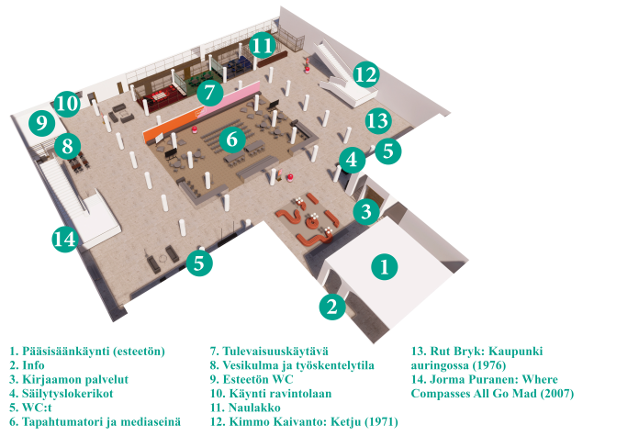 11
12
10
7
9
13
6
8
5
4
3
14
5
1
2
1. Pääsisäänkäynti (esteetön)
2. Info
3. Kirjaamon palvelut
4. Säilytyslokerikot
5. WC:t
6. Tapahtumatori ja mediaseinä
7. Tulevaisuuskäytävä
8. Vesikulma ja työskentelytila
9. Esteetön WC
10. Käynti ravintolaan
11. Naulakko
12. Kimmo Kaivanto: Ketju (1971)
13. Rut Bryk: Kaupunki
auringossa (1976)
14. Jorma Puranen: Where
Compasses All Go Mad (2007)